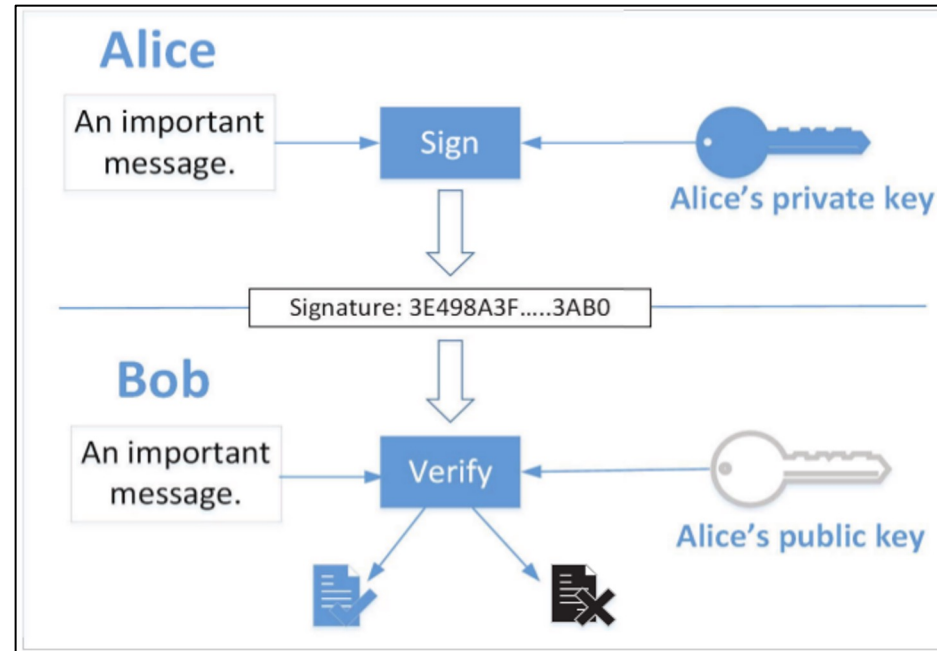 Alice
An important
message.
Sign
Alice's private key
Signature: 3E498A3F.....3AB0
Bob
An important
message.
Verify
Alice's public key